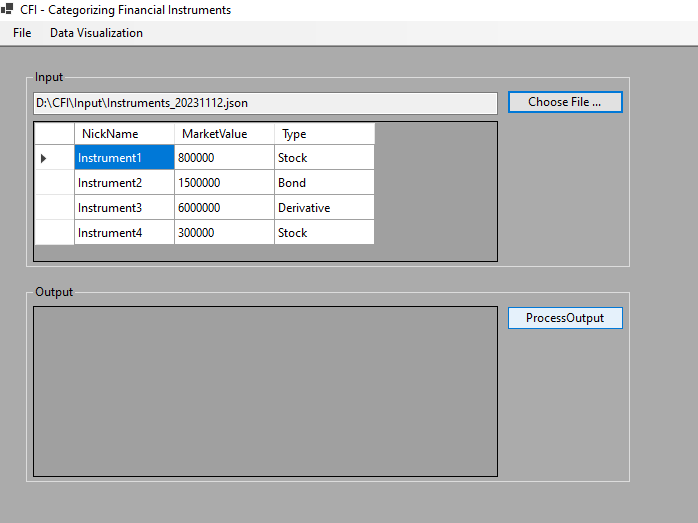 CFI - Categorizing Financial Instruments
File Data Visualization
Input
D:\CFI\Input\Instruments_20231112.json
Choose File ...
NickName MarketValue Type
Instrument1 800000 Stock
Instrument2 1500000 Bond
Instrument3 6000000 Derivative
Instrument4 300000 Stock
Output
ProcessOutput